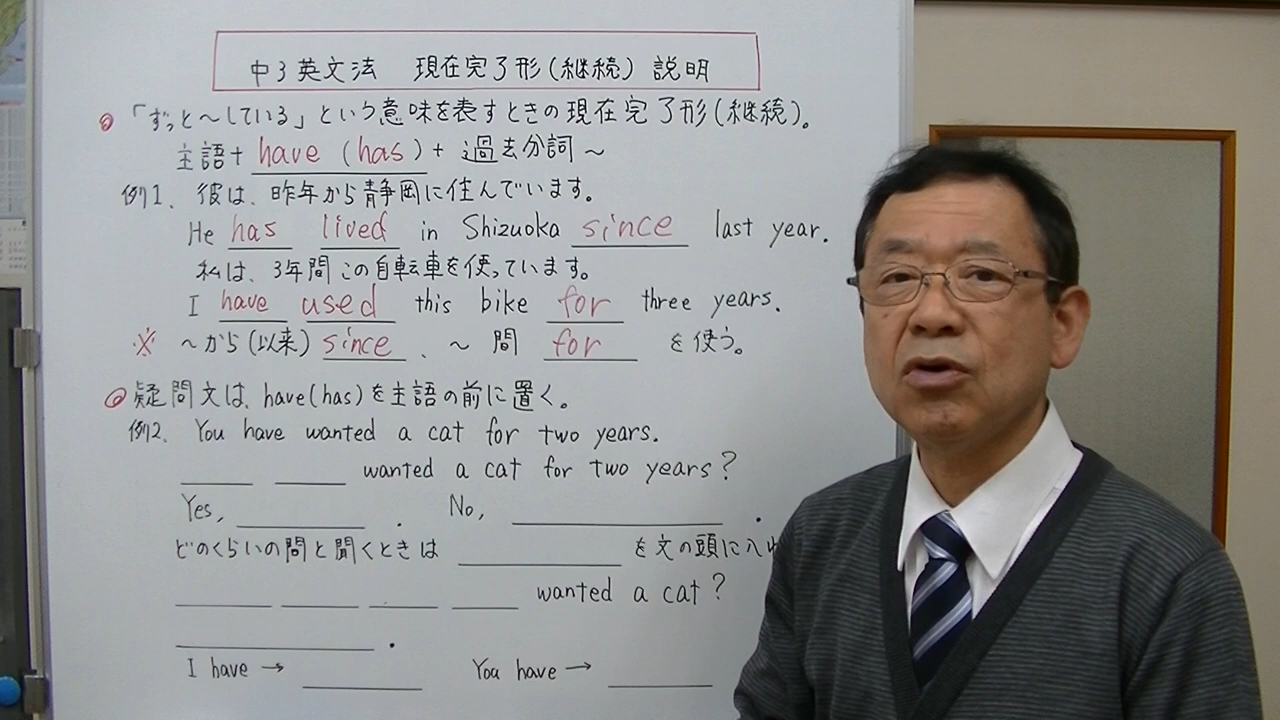 中3英文法 現在完了形(継続) 説明
「ずっと〜している」という意味を表すときの現在完了形(継続)。
主語+ have (has) + 過去分詞〜
例1. 彼は、昨年から静岡に住んでいます。
He has lived in Shizuoka since last year.
私は、3年間この自転車を使っています。
I have used this bike for three years.
※ 〜から(以来) since 、〜間 for を使う。
疑問文は、have(has)を主語の前に置く。
例2. You have wanted a cat for two years.
wanted a cat for two years?
Yes, . No, .
どのくらいの間と聞くときは を文の頭に入
wanted a cat?
.
I have → You have →